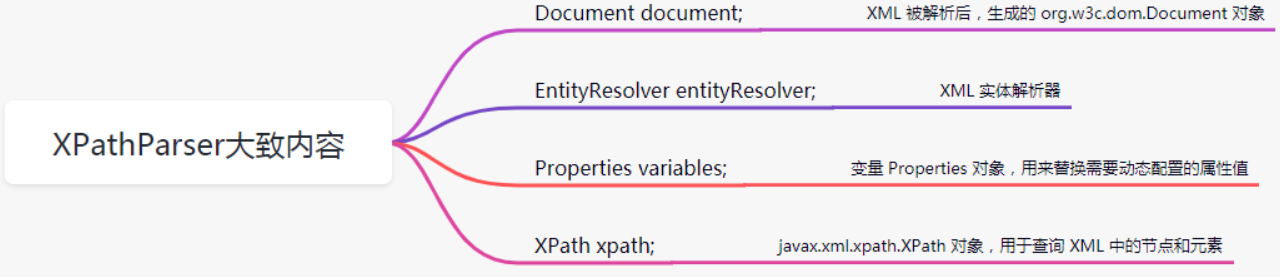 XPathParser大致内容
Document document;
XML 被解析后，生成的 org.w3c.dom.Document 对象
EntityResolver entityResolver;
XML 实体解析器
Properties variables;
变量 Properties 对象，用来替换需要动态配置的属性值
XPath xpath;
javax.xml.xpath.XPath 对象，用于查询 XML 中的节点和元素